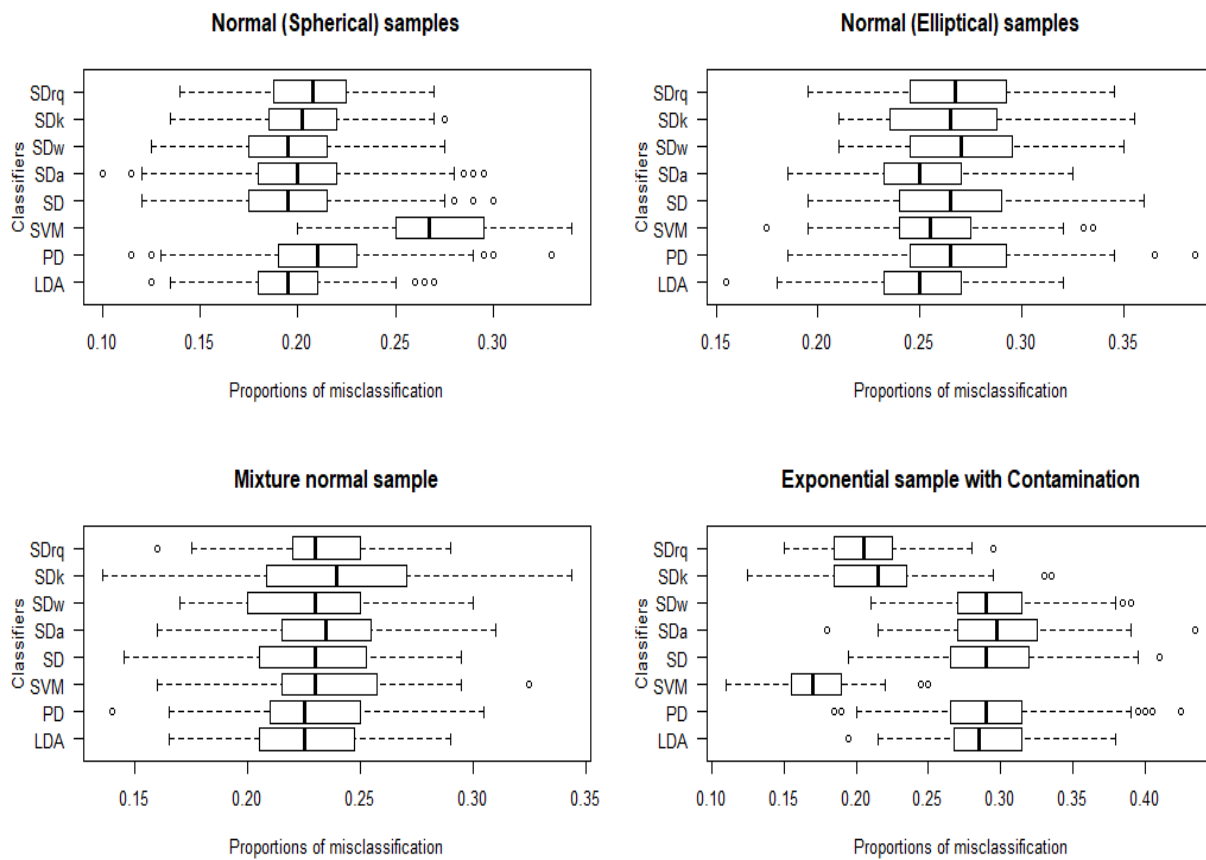 Normal (Spherical) samples
Classifiers
SDrq
SDk
SDw
SDa
SD
SVM
PD
LDA
0.10 0.15 0.20 0.25 0.30
Proportions of misclassification
Normal (Elliptical) samples
Classifiers
SDrq
SDk
SDw
SDa
SD
SVM
PD
LDA
0.15 0.20 0.25 0.30 0.35
Proportions of misclassification
Mixture normal sample
Classifiers
SDrq
SDk
SDw
SDa
SD
SVM
PD
LDA
0.15 0.20 0.25 0.30 0.35
Proportions of misclassification
Exponential sample with Contamination
Classifiers
SDrq
SDk
SDw
SDa
SD
SVM
PD
LDA
0.10 0.15 0.20 0.25 0.30 0.35 0.40
Proportions of misclassification